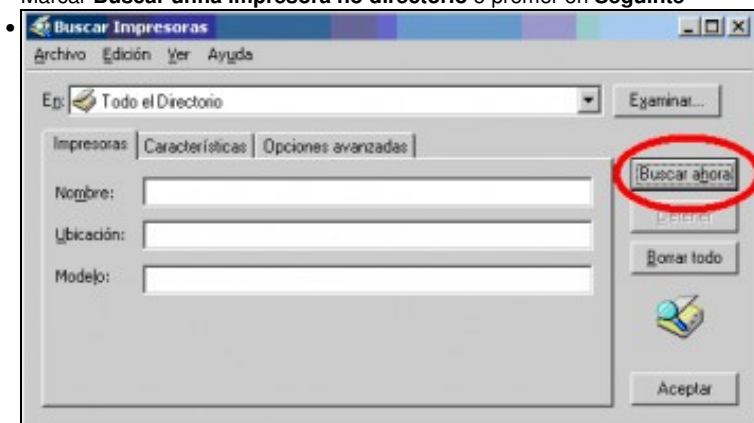 Marcar Buscar unha impresora no directorio e premer en Seguinte
Buscar Impresoras
Archivo Edición Ver Ayuda
En: Todo el Directorio Examinar...
Impresoras Características Opciones avanzadas
Buscar ahora
Nombre:
Detener
Ubicación:
Borrar todo
Modelo:
Aceptar